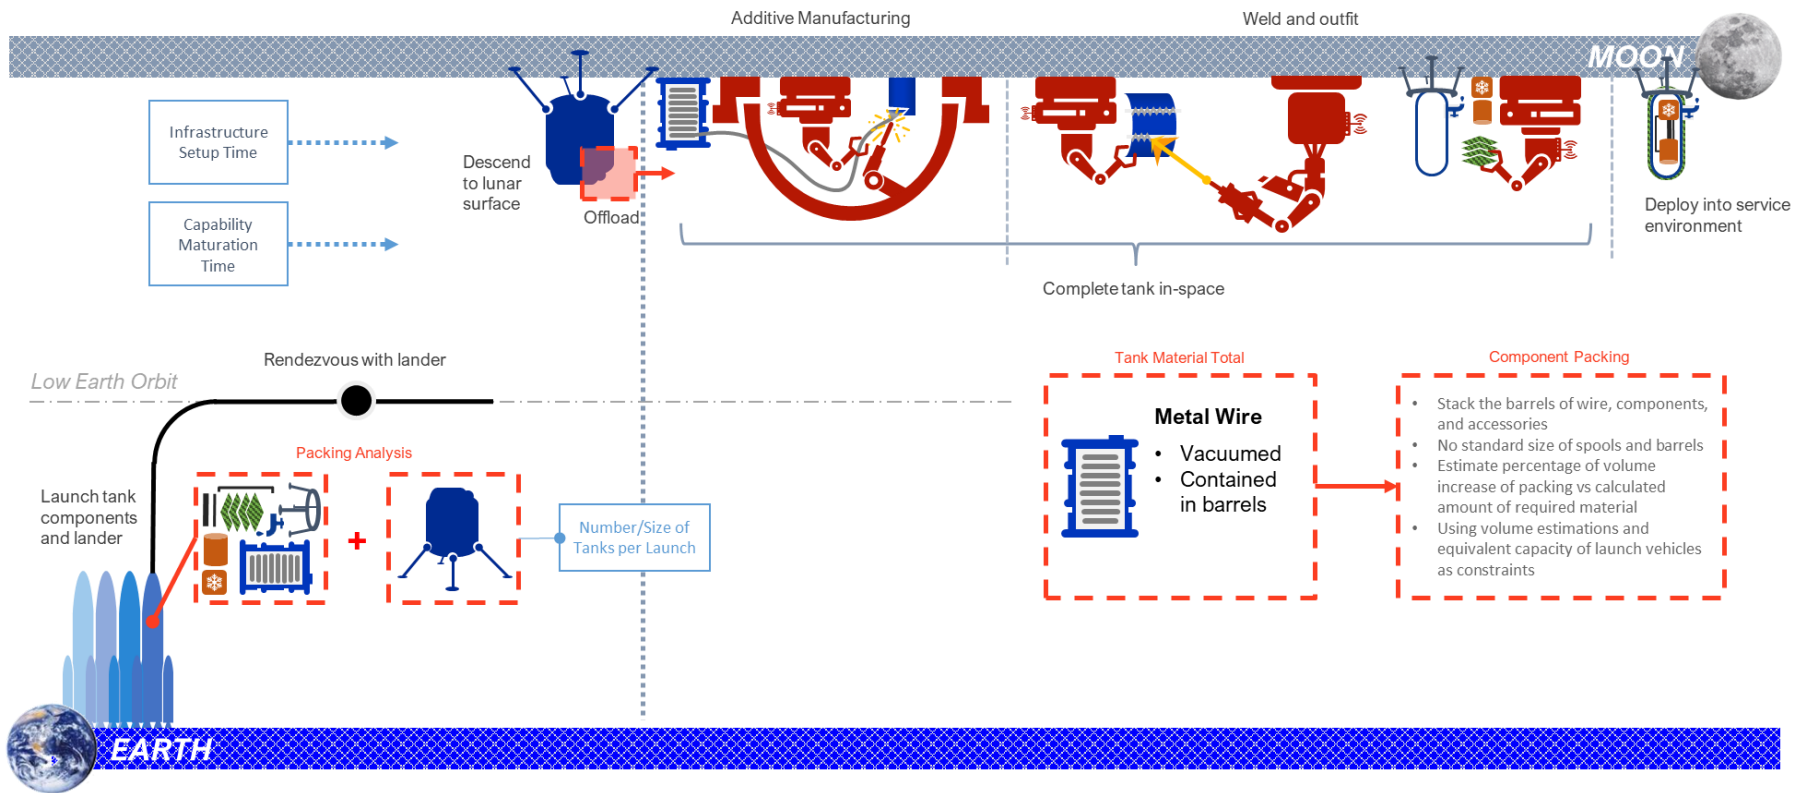 Additive Manufacturing
Weld and outfit
MOON
Infrastructure
Setup Time
Capability
Maturation
Time
Descend
to lunar
surface
Offload
Deploy into service
environment
Complete tank in-space
Rendezvous with lander
Low Earth Orbit
Packing Analysis
Launch tank
components
and lander
Number/Size of
Tanks per Launch
Tank Material Total
Metal Wire
• Vacuumed
• Contained
in barrels
Component Packing
• Stack the barrels of wire, components,
and accessories
• No standard size of spools and barrels
• Estimate percentage of volume
increase of packing vs calculated
amount of required material
• Using volume estimations and
equivalent capacity of launch vehicles
as constraints
EARTH